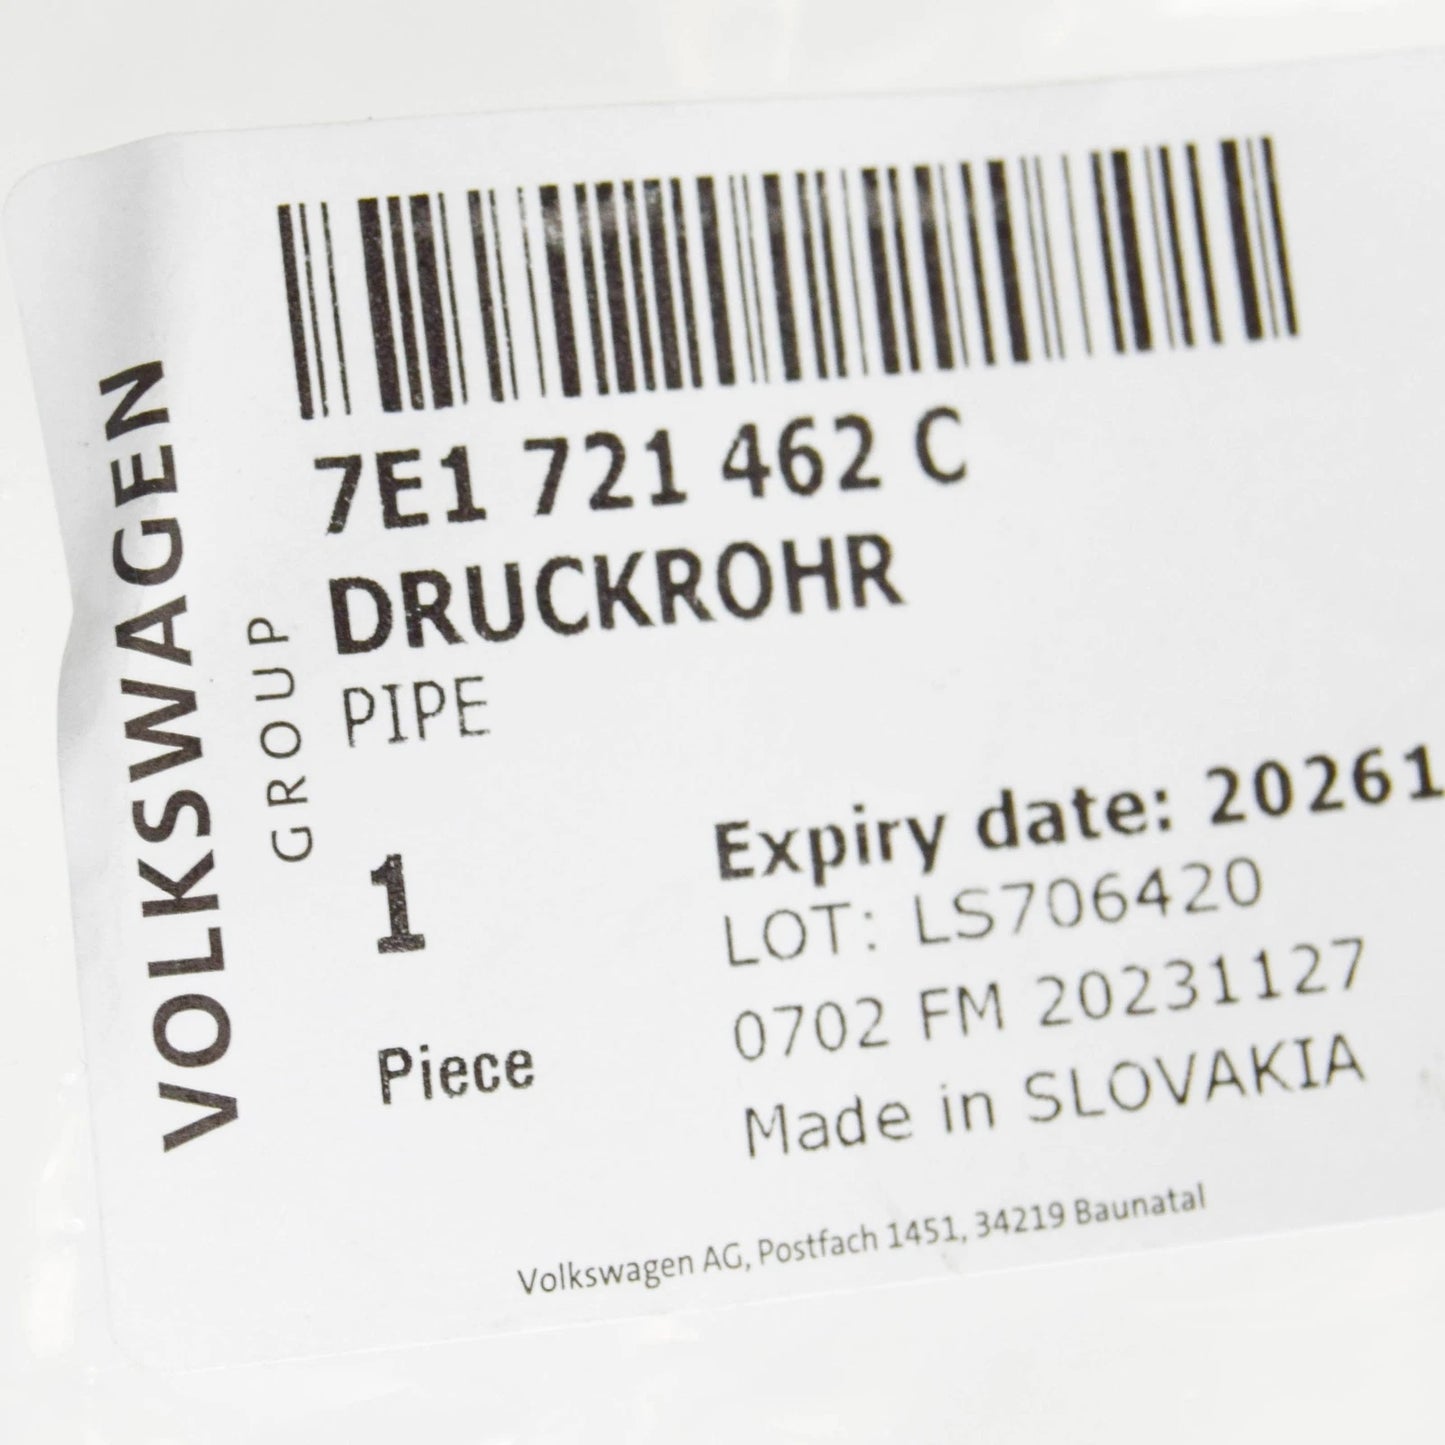 VOLKSWAGEN
GROUP
7E1 721 462 C
DRUCKROHR
PIPE
1
Piece
Expiry date: 20261
LOT: LS706420
0702 FM 20231127
Made in SLOVAKIA
Volkswagen AG, Postfach 1451, 34219 Baunatal